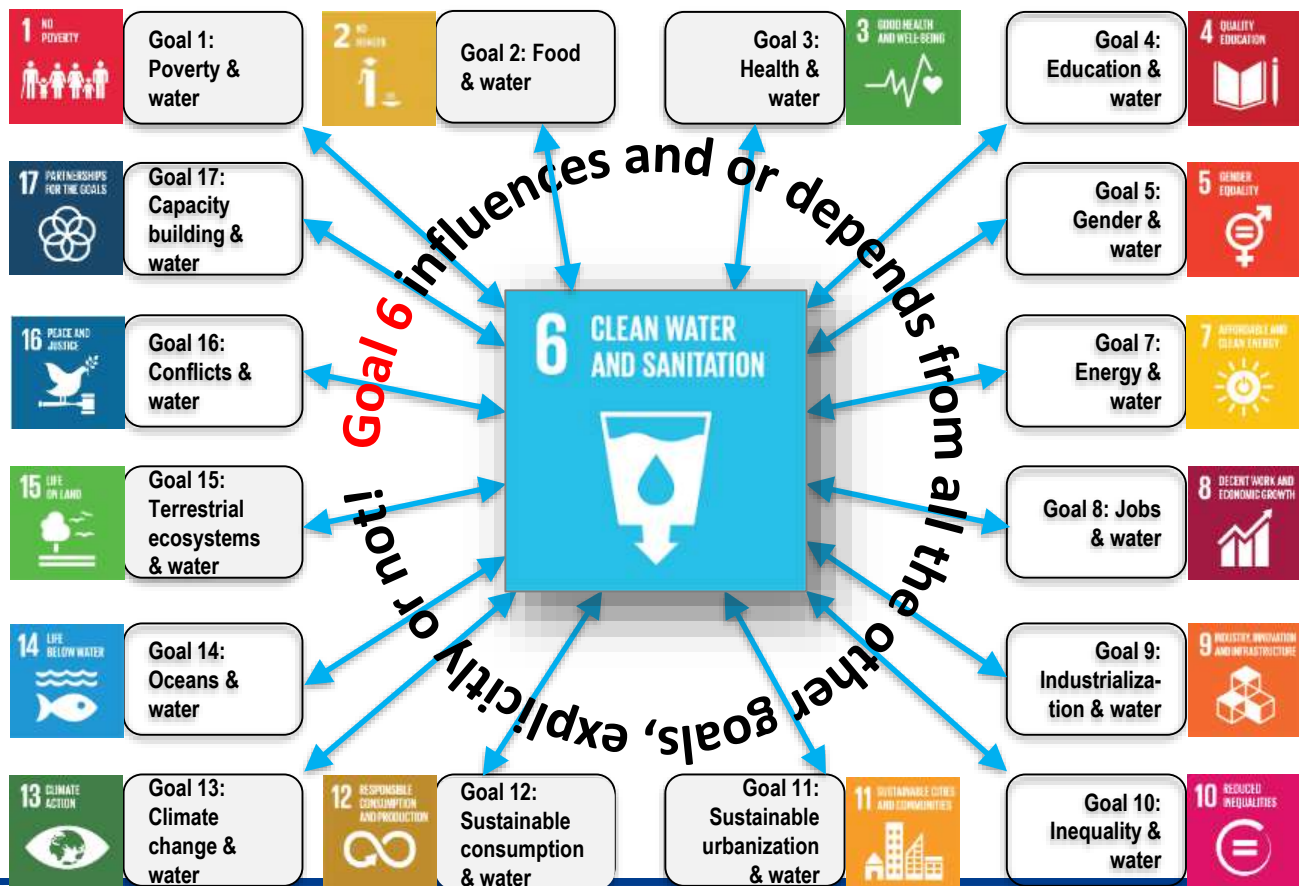 1 NO
POVERTY
Goal 1:
Poverty &
water
2 NO
HUNGER
Goal 2: Food
& water
Goal 3:
Health &
water
3 GOOD HEALTH
AND WELL-BEING
Goal 4:
Education &
water
4 QUALITY
EDUCATION
17 PARTNERSHIPS
FOR THE GOALS
Goal 17:
Capacity
building &
water
Goal 5:
Gender &
water
5 GENDER
EQUALITY
Goal 6 influences and or depends from all the other goals, explicitly or not!
6 CLEAN WATER
AND SANITATION
16 PEACE AND
JUSTICE
Goal 16:
Conflicts &
water
Goal 7:
Energy &
water
7 AFFORDABLE AND
CLEAN ENERGY
15 LIFE
ON LAND
Goal 15:
Terrestrial
ecosystems
& water
Goal 8: Jobs
& water
8 DECENT WORK AND
ECONOMIC GROWTH
14 LIFE
BELOW WATER
Goal 14:
Oceans &
water
Goal 9:
Industrializa-
tion & water
9 INDUSTRY, INNOVATION
AND INFRASTRUCTURE
13 CLIMATE
ACTION
Goal 13:
Climate
change &
water
12 RESPONSIBLE
CONSUMPTION
AND PRODUCTION
Goal 12:
Sustainable
consumption
& water
Goal 11:
Sustainable
urbanization
& water
11 SUSTAINABLE CITIES
AND COMMUNITIES
Goal 10:
Inequality &
water
10 REDUCED
INEQUALITIES